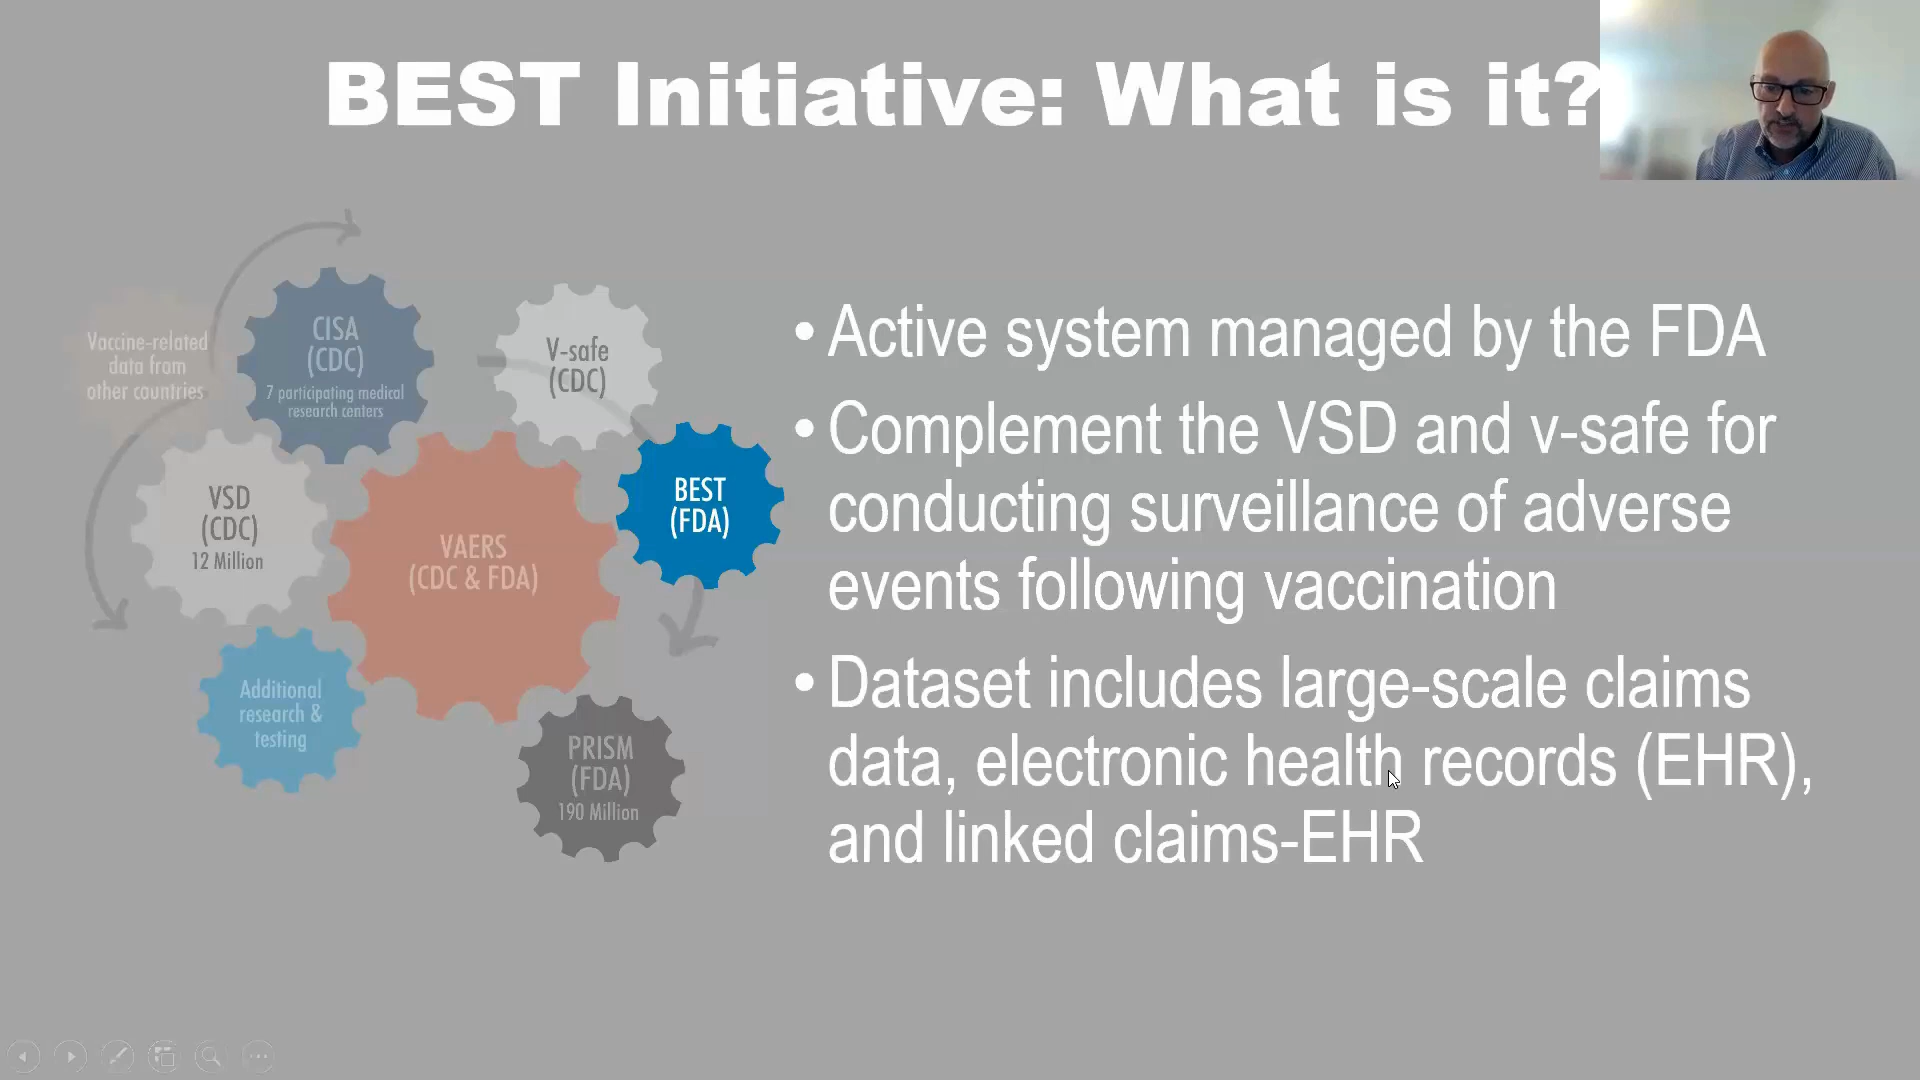 BEST Initiative: What is it?
Vaccine-related
data from
other countries
CISA
(CDC)
7 participating medical
research centers
V-safe
(CDC)
VSD
(CDC)
12 Million
VAERS
(CDC & FDA)
BEST
(FDA)
Additional
research &
testing
PRISM
(FDA)
190 Million
• Active system managed by the FDA
• Complement the VSD and v-safe for
conducting surveillance of adverse
events following vaccination
• Dataset includes large-scale claims
data, electronic health records (EHR),
and linked claims-EHR